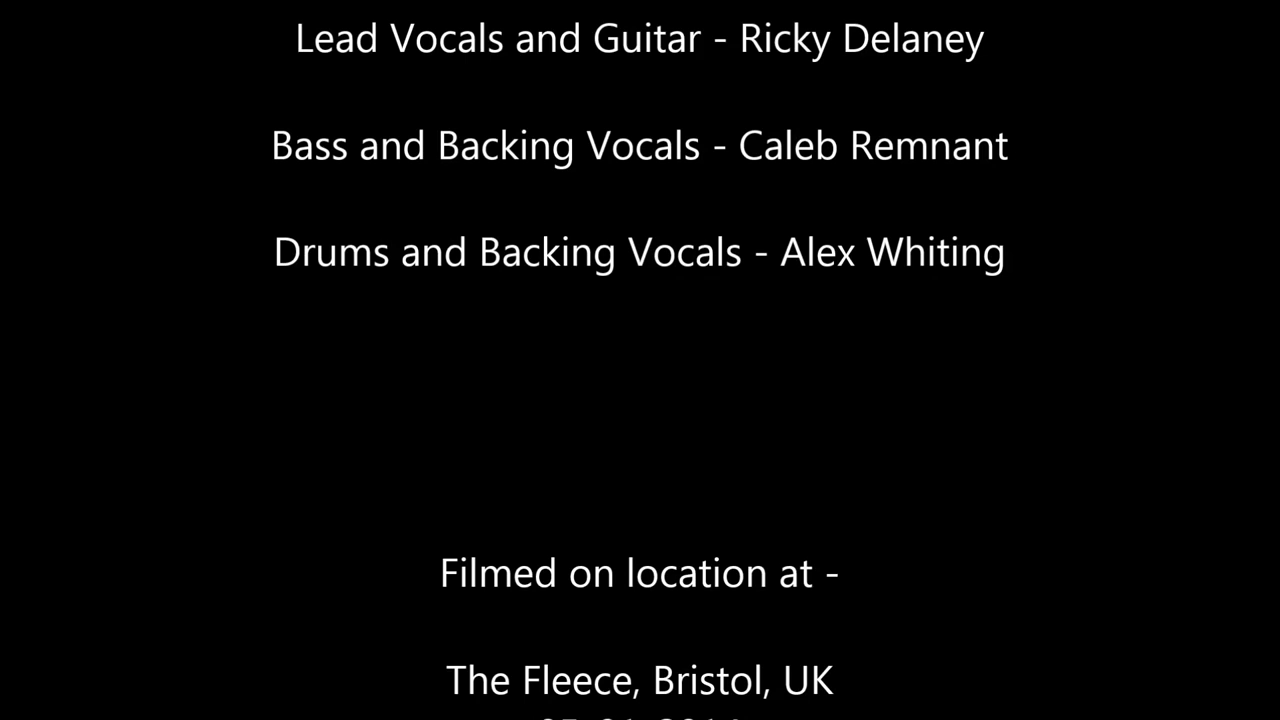 Lead Vocals and Guitar - Ricky Delaney
Bass and Backing Vocals - Caleb Remnant
Drums and Backing Vocals - Alex Whiting
Filmed on location at -
The Fleece, Bristol, UK